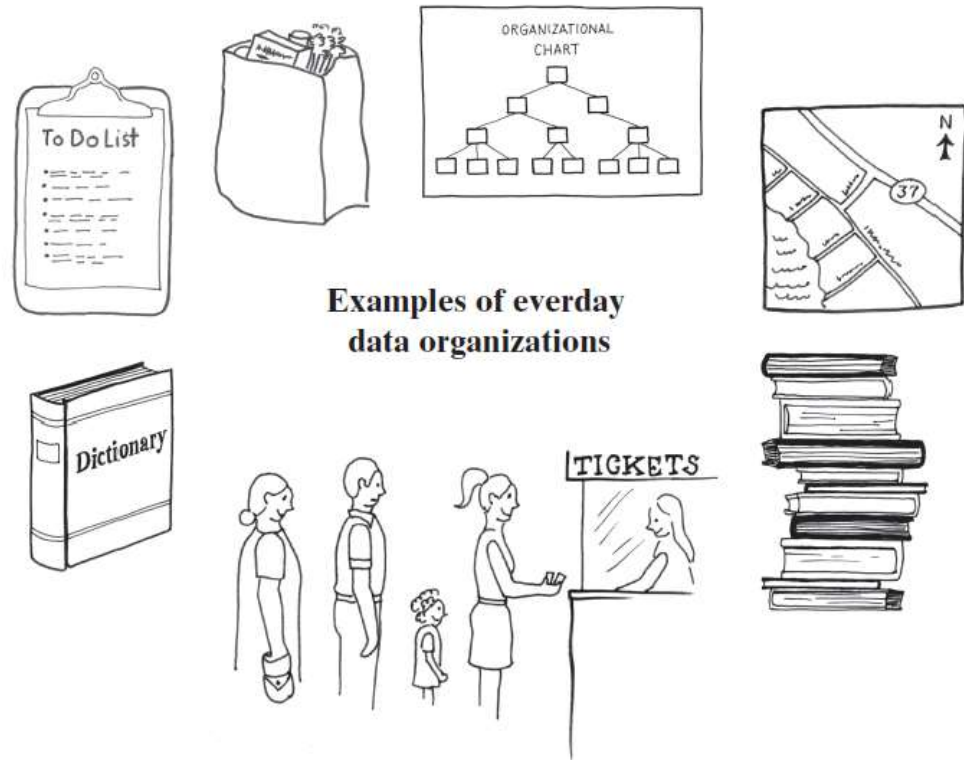 ORGANIZATIONAL
CHART
To Do List
N
37
Examples of everday
data organizations
Dictionary
TICKETS